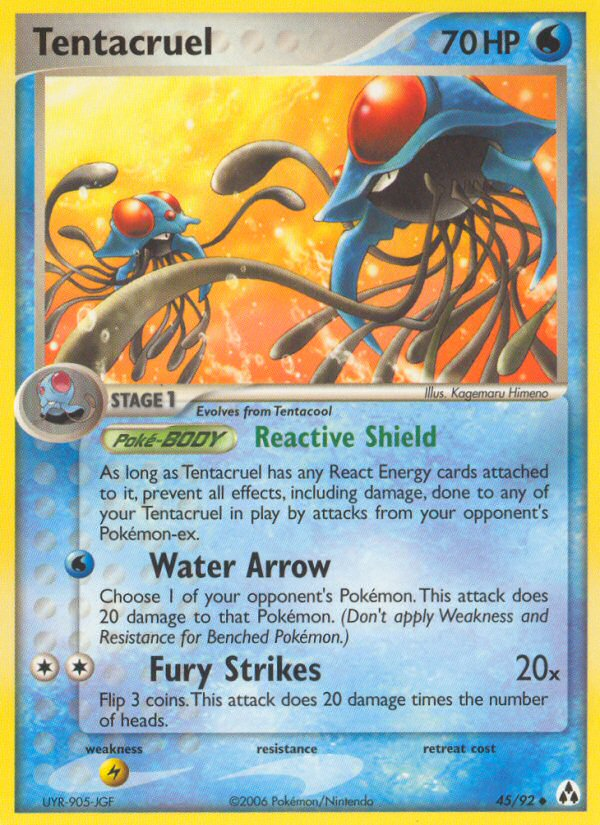 Tentacruel 70 HP
Illus. Kagemaru Himeno
STAGE 1
Evolves from Tentacool
Poké-BODY Reactive Shield
As long as Tentacruel has any React Energy cards attached
to it, prevent all effects, including damage, done to any of
your Tentacruel in play by attacks from your opponent's
Pokémon-ex.
Water Arrow
Choose 1 of your opponent's Pokémon. This attack does
20 damage to that Pokémon. (Don't apply Weakness and
Resistance for Benched Pokémon.)
Fury Strikes 20x
Flip 3 coins. This attack does 20 damage times the number
of heads.
weakness resistance retreat cost
UYR-905-JGF ©2006 Pokémon/Nintendo 45/92